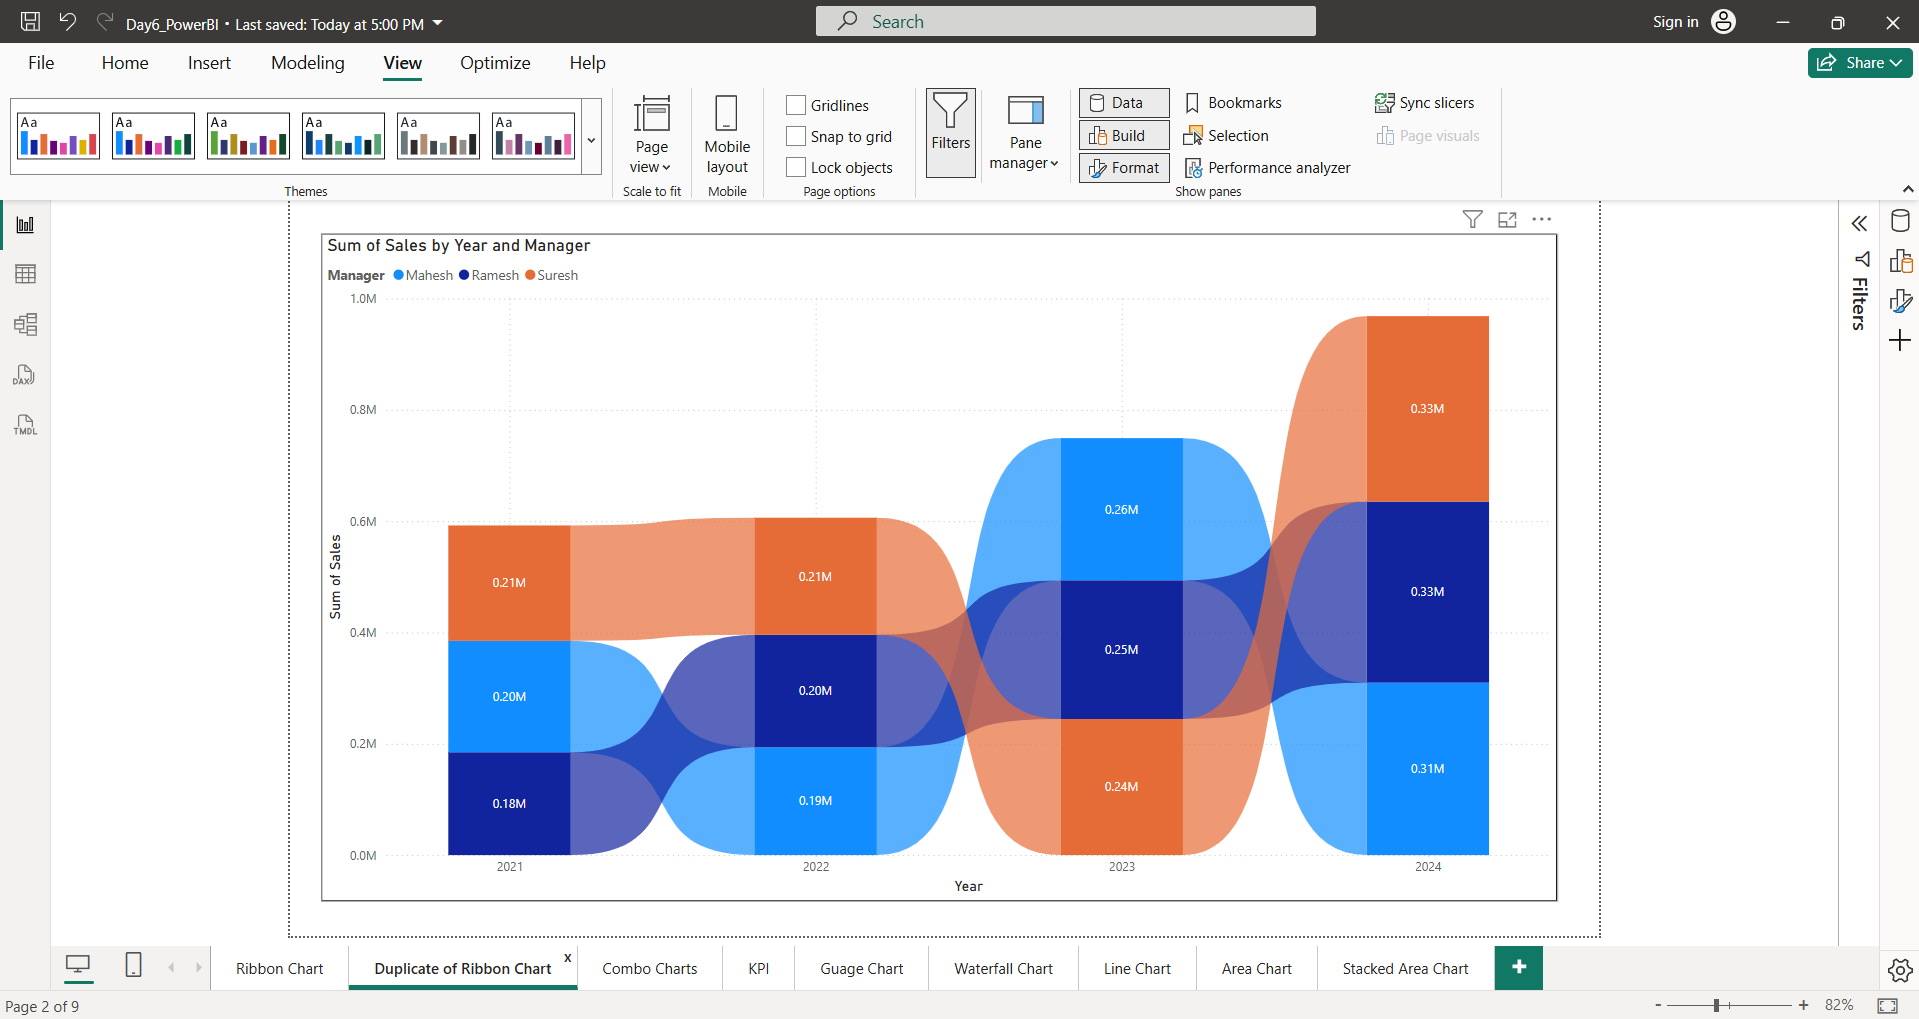 Day6_PowerBI • Last saved: Today at 5:00 PM
Search
Sign in
File Home Insert Modeling View Optimize Help
Share
Aa Aa Aa Aa Aa Aa
Themes
Page view
Scale to fit
Mobile layout
Mobile
Gridlines
Snap to grid
Lock objects
Page options
Filters
Pane manager
Data
Build
Format
Bookmarks
Selection
Performance analyzer
Sync slicers
Page visuals
Show panes
DAX
TMDL
Filters
Sum of Sales by Year and Manager
Manager Mahesh Ramesh Suresh
Sum of Sales
1.0M
0.8M
0.6M
0.4M
0.2M
0.0M
0.21M
0.20M
0.18M
0.21M
0.20M
0.19M
0.26M
0.25M
0.24M
0.33M
0.33M
0.31M
2021 2022 2023 2024
Year
Ribbon Chart
Duplicate of Ribbon Chart x
Combo Charts
KPI
Guage Chart
Waterfall Chart
Line Chart
Area Chart
Stacked Area Chart
+
Page 2 of 9
- + 82%